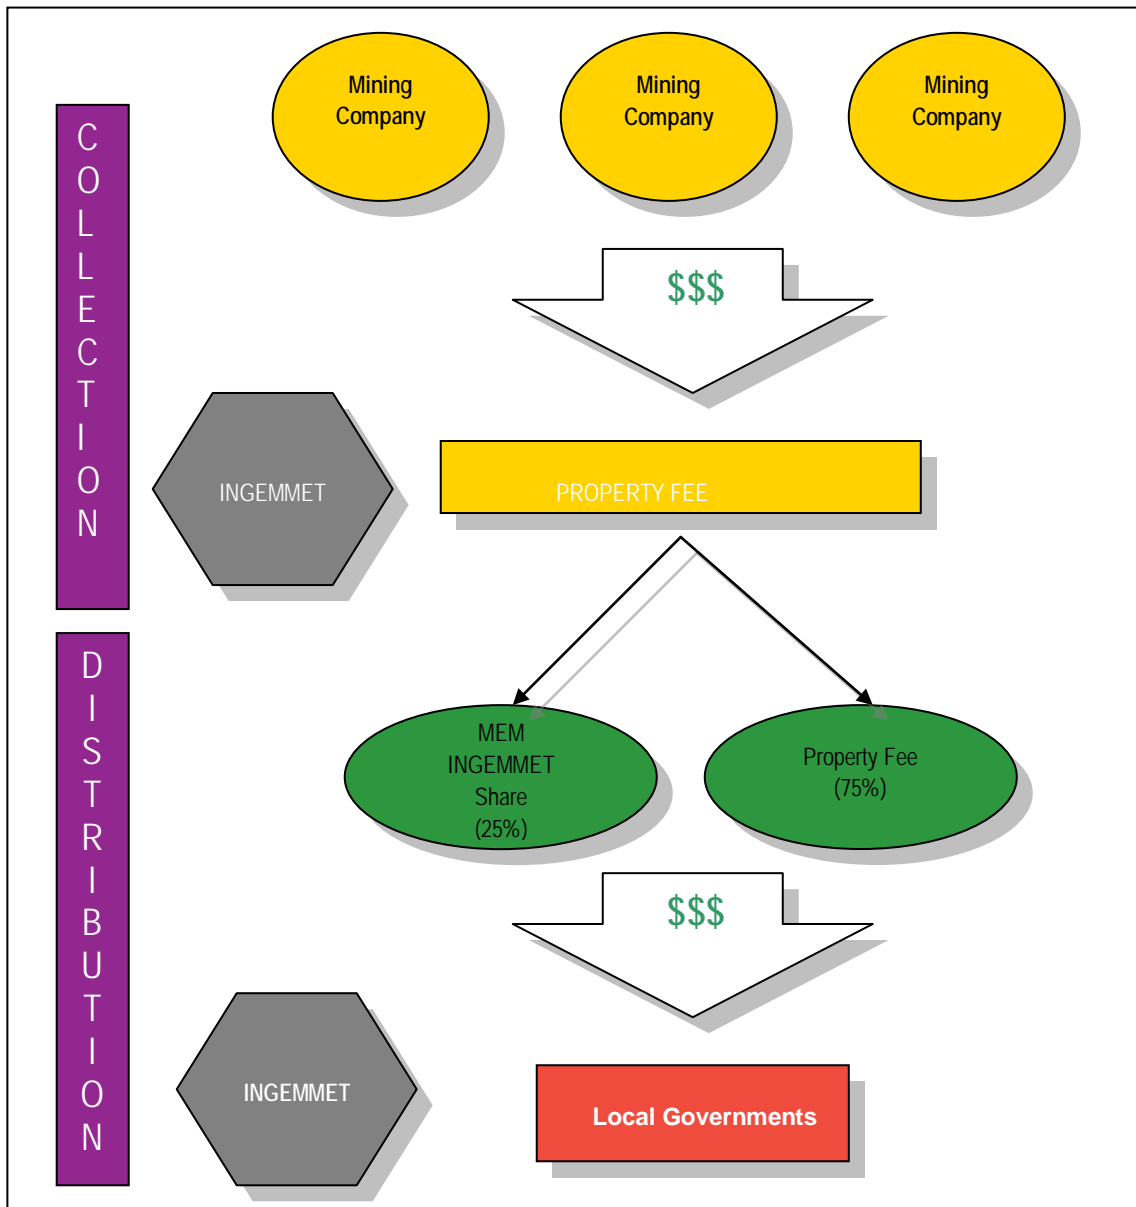 Mining
Company
Mining
Company
Mining
Company
COLLECTION
$$$
INGEMMET
PROPERTY FEE
DISTRIBUTION
MEM
INGEMMET
Share
(25%)
Property Fee
(75%)
$$$
INGEMMET
Local Governments